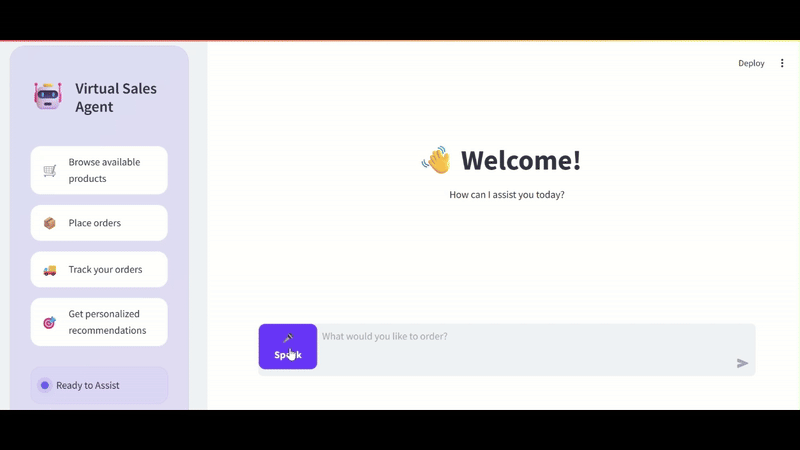 Virtual Sales
Agent
Browse available
products
Place orders
Track your orders
Get personalized
recommendations
Ready to Assist
Deploy
Welcome!
How can I assist you today?
Speak
What would you like to order?